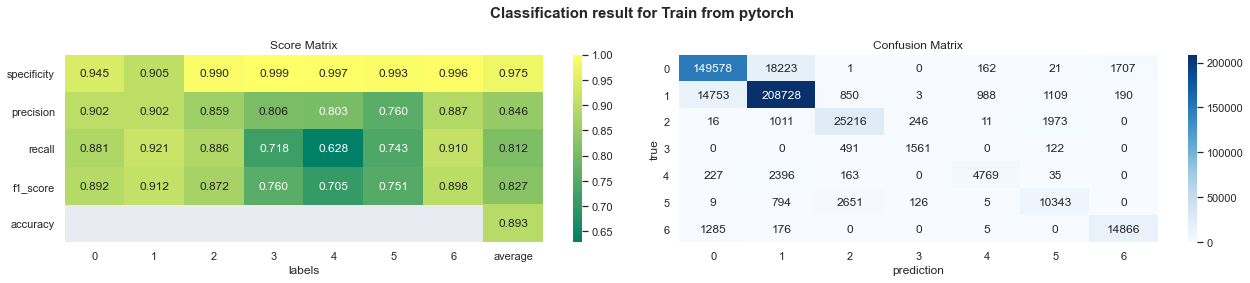 Classification result for Train from pytorch
Score Matrix
specificity 0.945 0.905 0.990 0.999 0.997 0.993 0.996 0.975
precision 0.902 0.902 0.859 0.806 0.803 0.760 0.887 0.846
recall 0.881 0.921 0.886 0.718 0.628 0.743 0.910 0.812
f1_score 0.892 0.912 0.872 0.760 0.705 0.751 0.898 0.827
accuracy 0.893
0 1 2 3 4 5 6 average
labels
1.00
0.95
0.90
0.85
0.80
0.75
0.70
0.65
Confusion Matrix
true
0 149578 18223 1 0 162 21 1707
1 14753 208728 850 3 988 1109 190
2 16 1011 25216 246 11 1973 0
3 0 0 491 1561 0 122 0
4 227 2396 163 0 4769 35 0
5 9 794 2651 126 5 10343 0
6 1285 176 0 0 5 0 14866
0 1 2 3 4 5 6
prediction
200000
150000
100000
50000
0